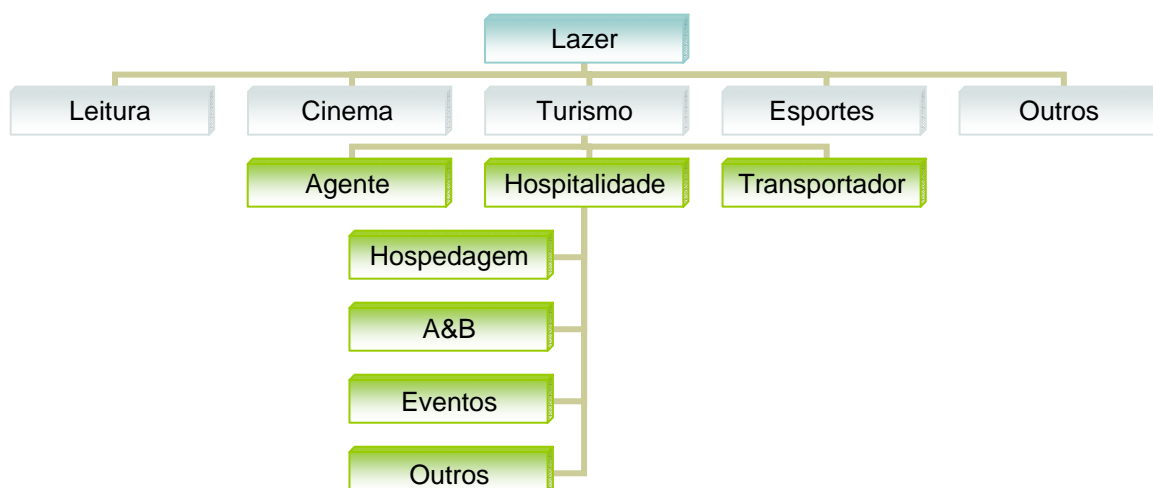 Lazer
Leitura
Cinema
Turismo
Esportes
Outros
Agente
Hospitalidade
Transportador
Hospedagem
A&B
Eventos
Outros